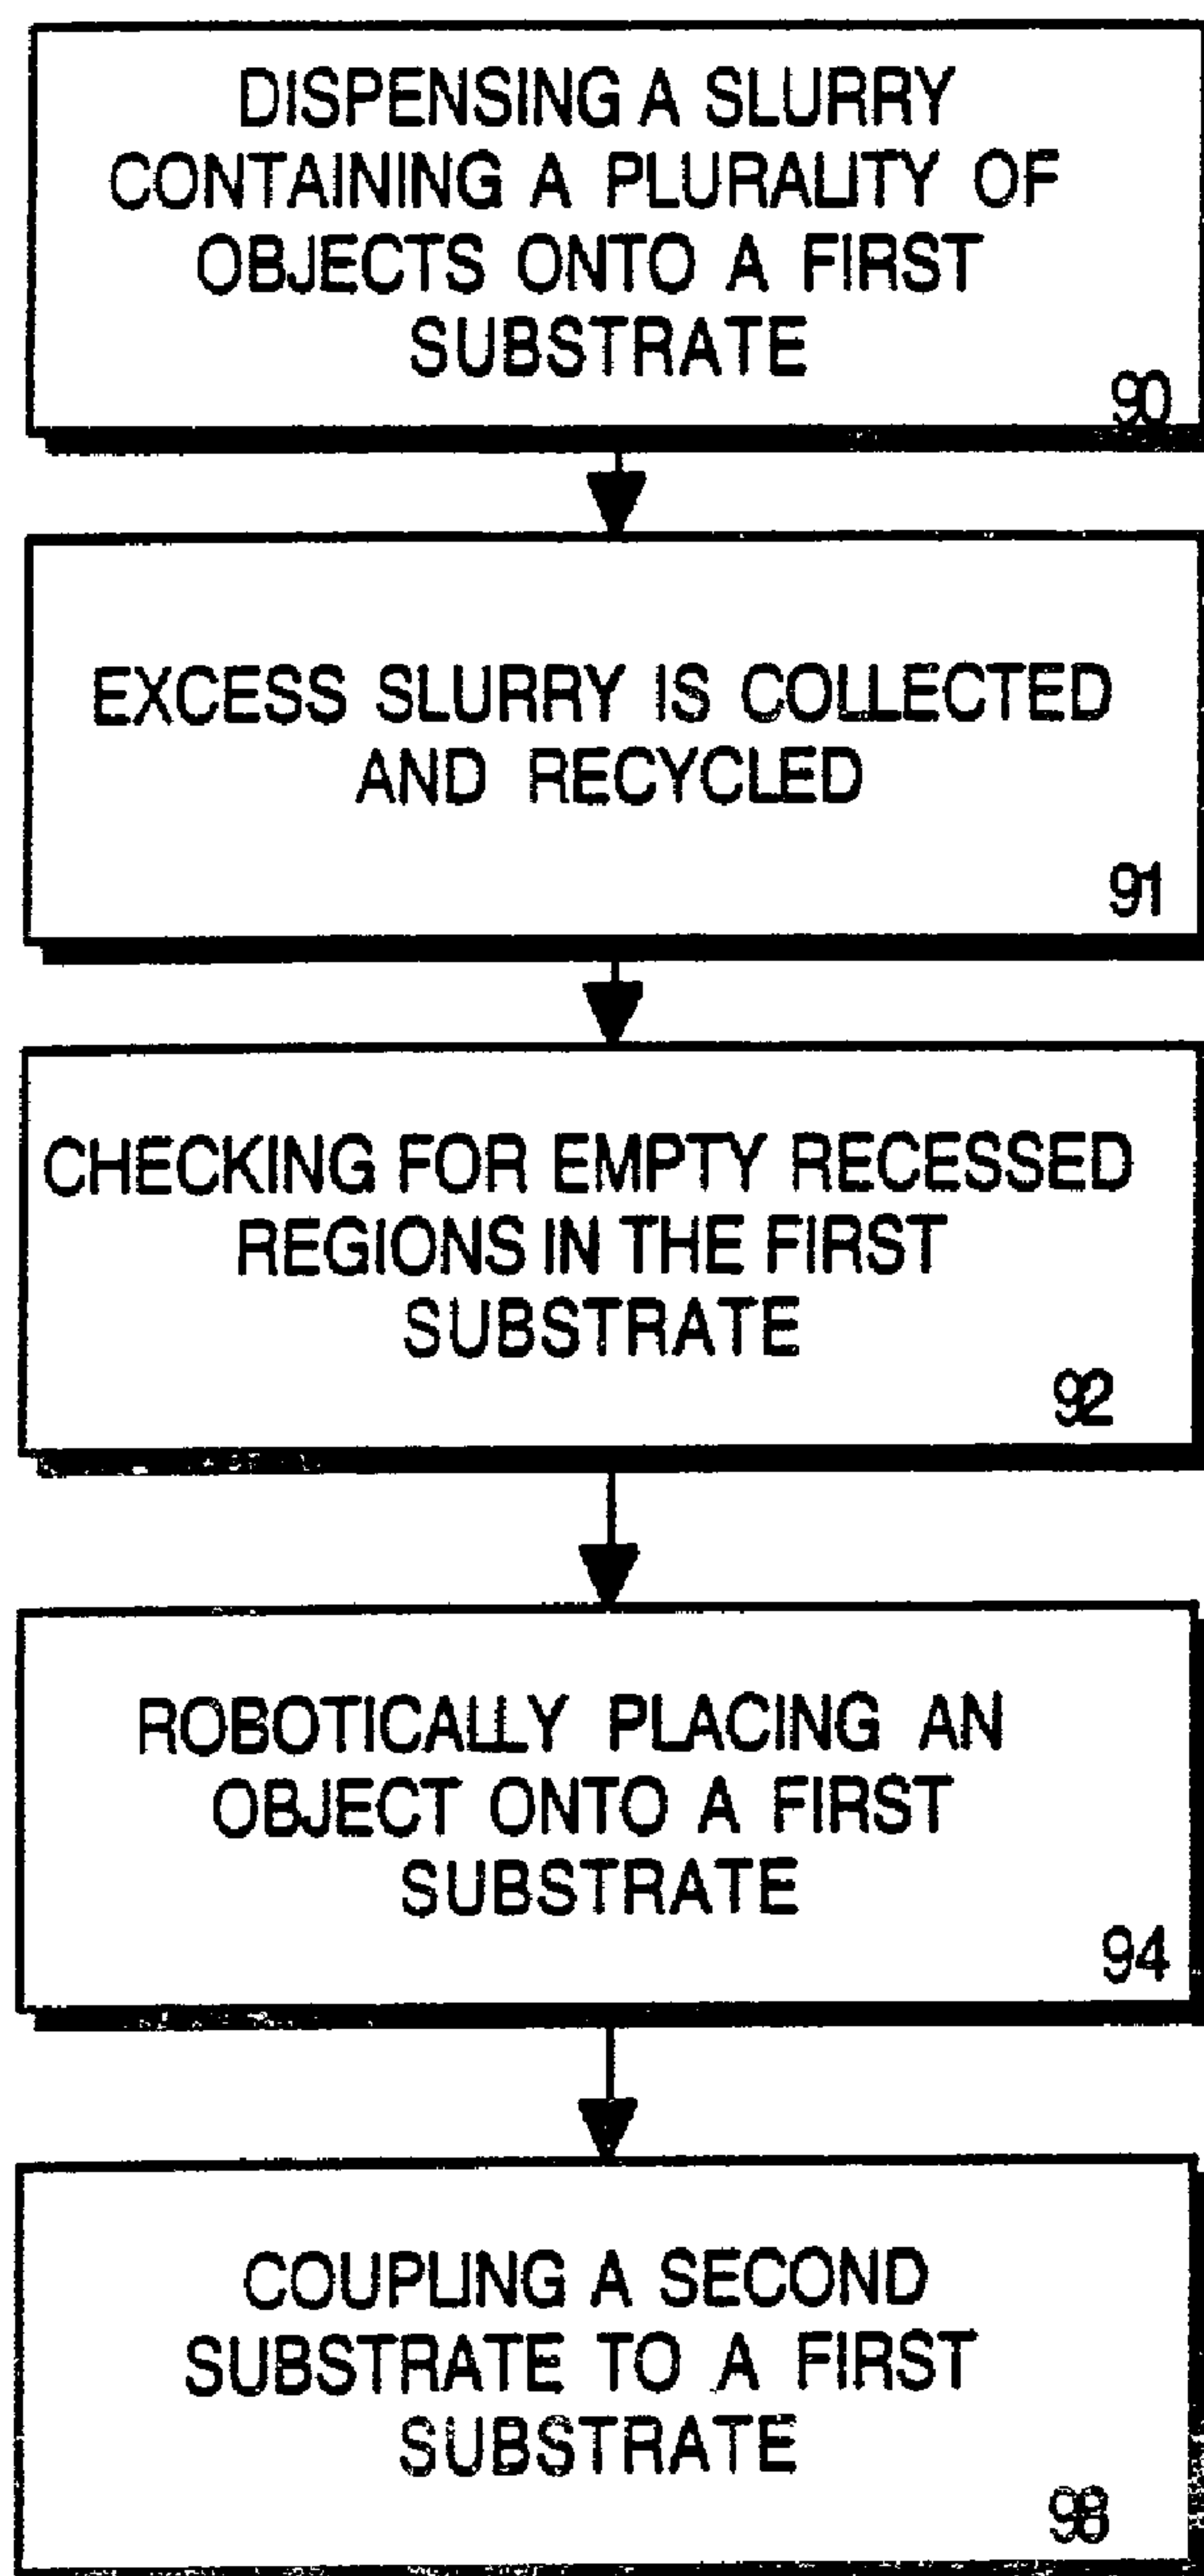 DISPENSING A SLURRY
CONTAINING A PLURALITY OF
OBJECTS ONTO A FIRST
SUBSTRATE
90
EXCESS SLURRY IS COLLECTED
AND RECYCLED
91
CHECKING FOR EMPTY RECESSED
REGIONS IN THE FIRST
SUBSTRATE
92
ROBOTICALLY PLACING AN
OBJECT ONTO A FIRST
SUBSTRATE
94
COUPLING A SECOND
SUBSTRATE TO A FIRST
SUBSTRATE
98